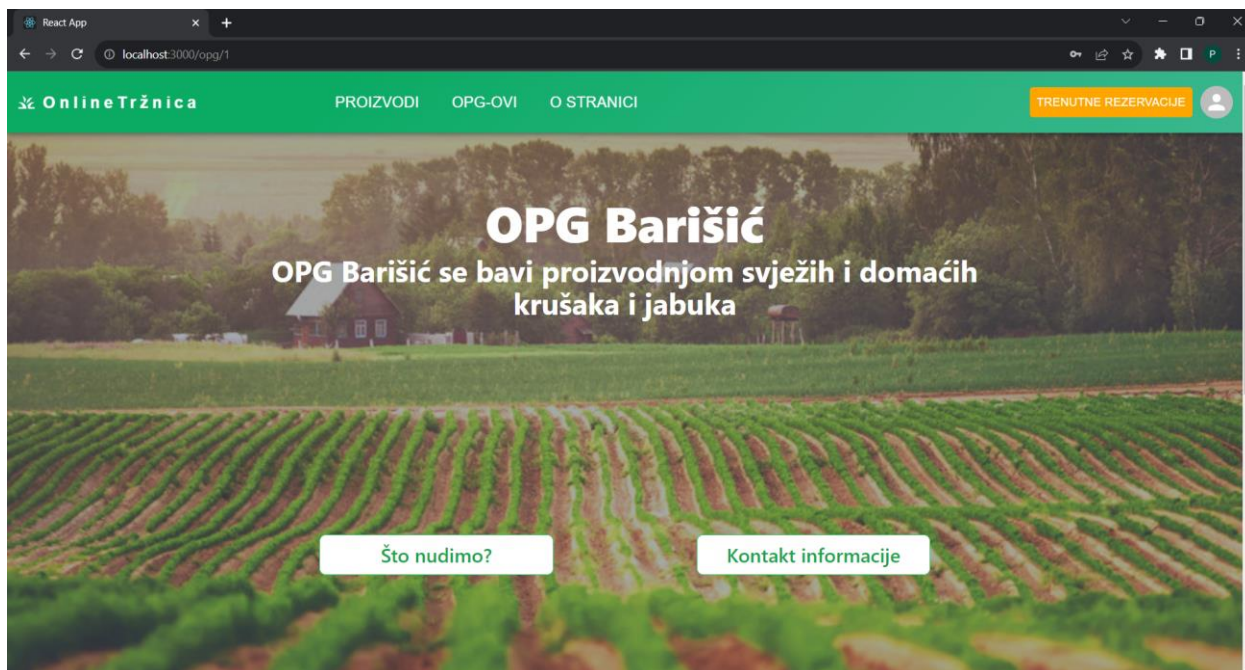 React App
localhost:3000/opg/1
P
OnlineTržnica
PROIZVODI OPG-OVI O STRANICI
TRENUTNE REZERVACIJE
OPG Barišić
OPG Barišić se bavi proizvodnjom svježih i domaćih
krušaka i jabuka
Što nudimo?
Kontakt informacije